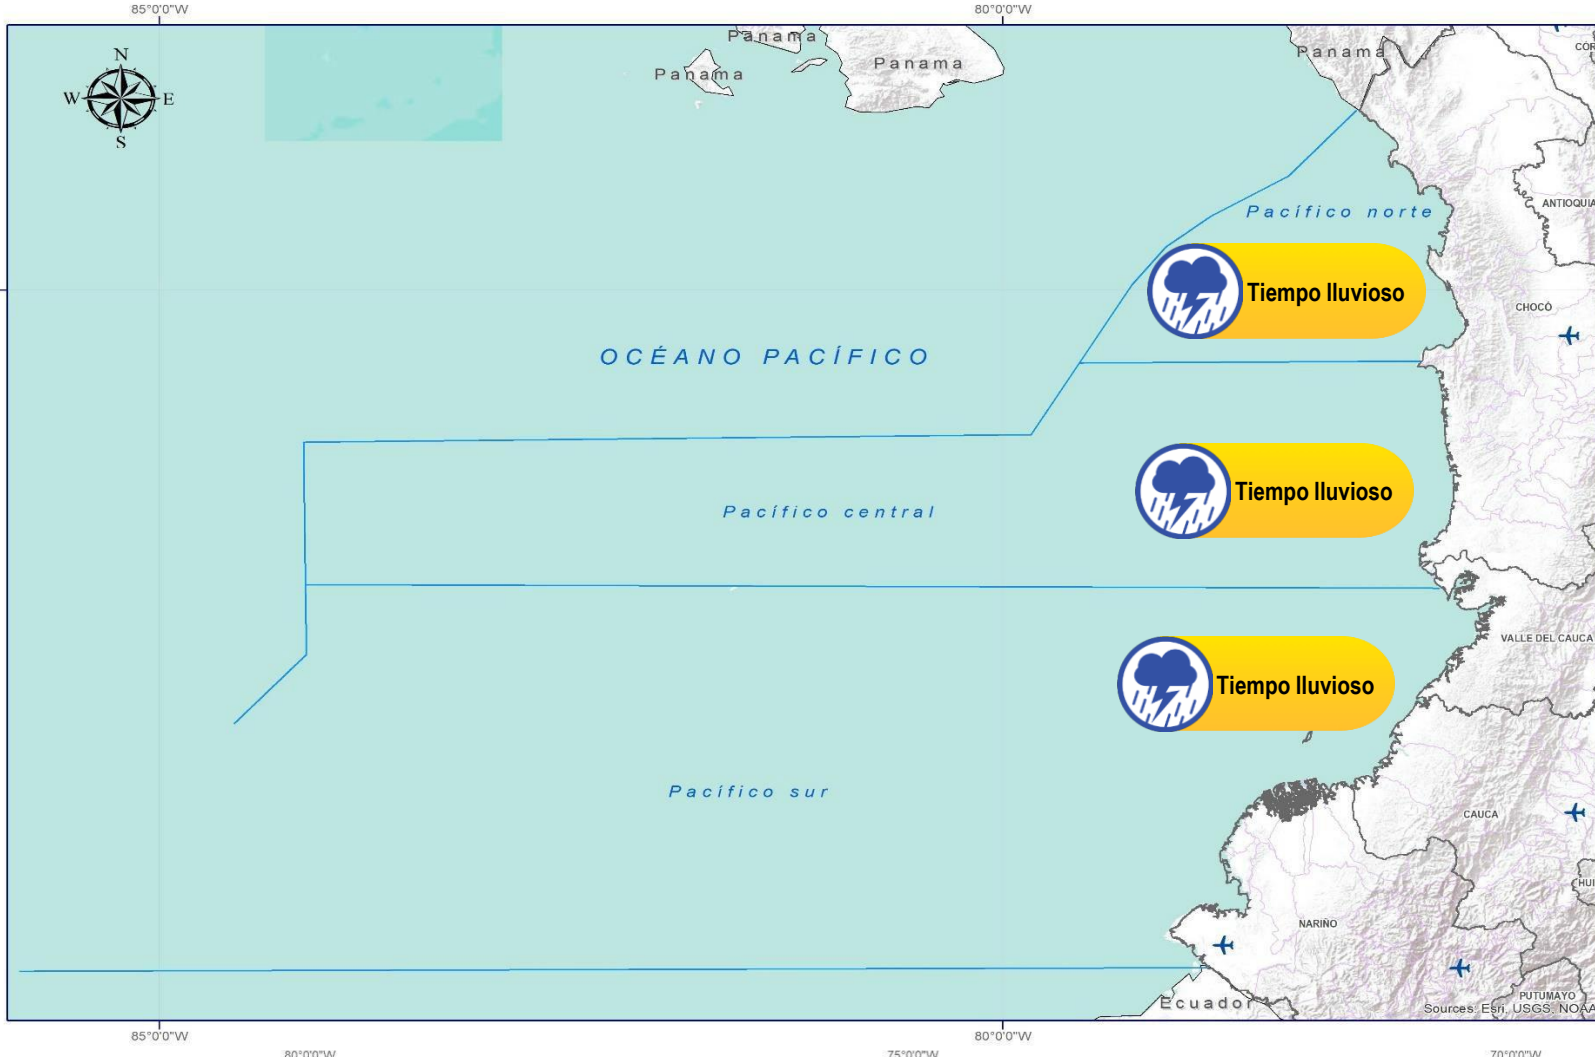 85°0'0"W
80°0'0"W
N
W
E
S
Panama
Panama
Panama
Panama
COR
ANTIOQUIA
Pacífico norte
Tiempo lluvioso
CHOCÓ
OCÉANO PACÍFICO
Tiempo lluvioso
Pacífico central
VALLE DEL CAUCA
Tiempo lluvioso
Pacífico sur
CAUCA
HUI
NARIÑO
PUTUMAYO
Ecuador
Sources: Esri, USGS, NOAA
85°0'0"W
80°0'0"W
80°0'0"W
75°0'0"W
70°0'0"W